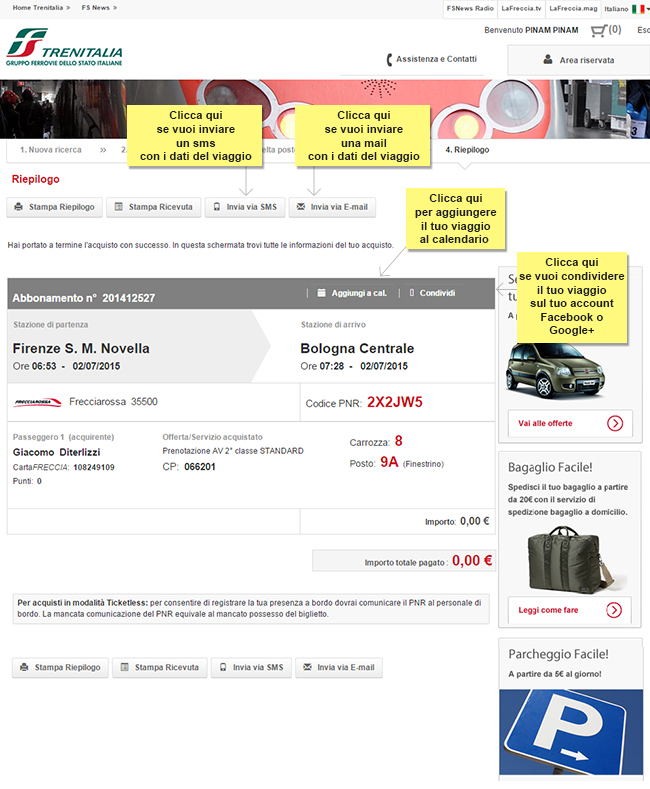 Home Trenitalia >   FS News >   FSNews Radio   LaFreccia.tv   LaFreccia.mag   Italiano
Benvenuto PINAM PINAM   (0)   Esc
TRENITALIA
GRUPPO FERROVIE DELLO STATO ITALIANE
Assistenza e Contatti   Area riservata
Clicca qui
se vuoi inviare
un sms
con i dati del viaggio
Clicca qui
se vuoi inviare
una mail
con i dati del viaggio
1. Nuova ricerca   >>   2.   elta posto   4. Riepilogo
Riepilogo
Stampa Riepilogo   Stampa Ricevuta   Invia via SMS   Invia via E-mail
Clicca qui
per aggiungere
il tuo viaggio
al calendario
Hai portato a termine l'acquisto con successo. In questa schermata trovi tutte le informazioni del tuo acquisto.
Clicca qui
se vuoi condividere
il tuo viaggio
sul tuo account
Facebook o
Google+
Abbonamento n° 201412527   Aggiungi a cal.   Condividi
Stazione di partenza   Stazione di arrivo
Firenze S. M. Novella   Bologna Centrale
Ore 06:53 - 02/07/2015   Ore 07:28 - 02/07/2015
FRECCIAROSSA   Frecciarossa 35500   Codice PNR: 2X2JW5
Passeggero 1 (acquirente)   Offerta/Servizio acquistato   Carrozza: 8
Giacomo Diterlizzi   Prenotazione AV 2° classe STANDARD
CartaFRECCIA: 108249109   CP: 066201   Posto: 9A (Finestrino)
Punti: 0
Importo: 0,00 €
Importo totale pagato : 0,00 €
Per acquisti in modalità Ticketless: per consentire di registrare la tua presenza a bordo dovrai comunicare il PNR al personale di
bordo. La mancata comunicazione del PNR equivale al mancato possesso del biglietto.
Stampa Riepilogo   Stampa Ricevuta   Invia via SMS   Invia via E-mail
Se
tu
A p
Vai alle offerte
Bagaglio Facile!
Spedisci il tuo bagaglio a partire
da 20€ con il servizio di
spedizione bagaglio a domicilio.
Leggi come fare
Parcheggio Facile!
A partire da 5€ al giorno!
P